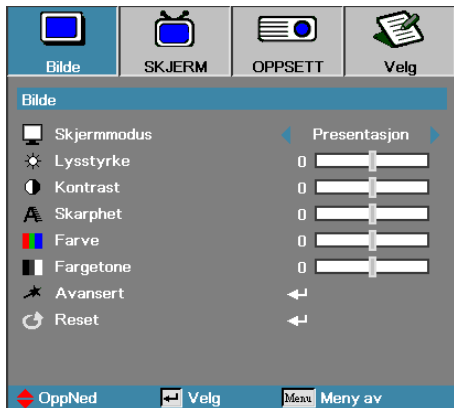 Bilde SKJERM OPPSETT Velg
Bilde
Skjermmodus Presentasjon
Lysstyrke 0
Kontrast 0
Skarphet 0
Farve 0
Fargetone 0
Avansert
Reset
OppNed Velg Menu Meny av